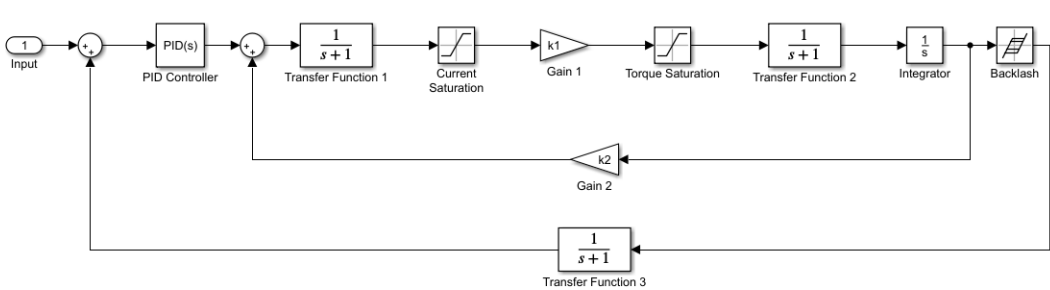 1
Input
+
+
PID(s)
PID Controller
+
+
1
s + 1
Transfer Function 1
Current
Saturation
k1
Gain 1
Torque Saturation
1
s + 1
Transfer Function 2
1
s
Integrator
Backlash
k2
Gain 2
1
s + 1
Transfer Function 3